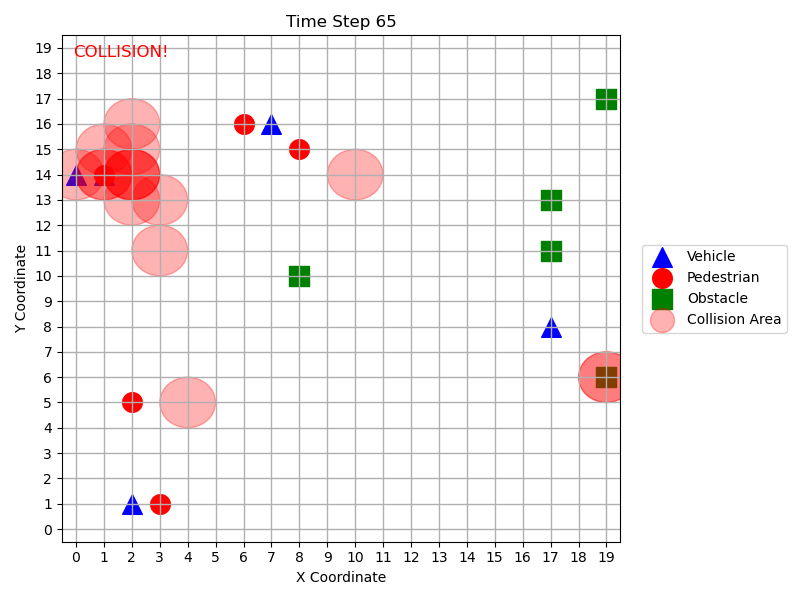 Time Step 65
COLLISION!
19
18
17
16
15
14
13
12
11
10
9
8
7
6
5
4
3
2
1
0
Y Coordinate
0 1 2 3 4 5 6 7 8 9 10 11 12 13 14 15 16 17 18 19
X Coordinate
Vehicle
Pedestrian
Obstacle
Collision Area